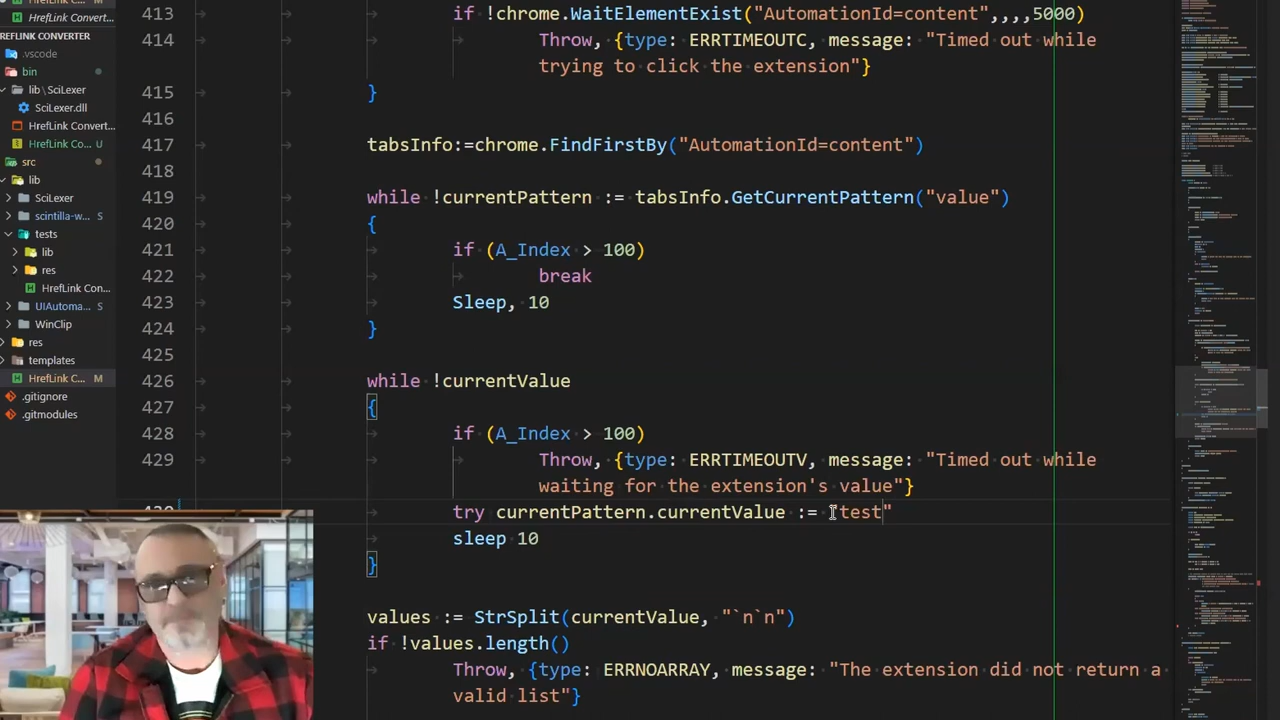 HrefLink Convert...
REFLINK CONVERTER
.vscode
bin
lib \ SciLexer
SciLexer.dll
HrefLink Convert...
HrefLink Co... U
src
lib
SciLexer
scintilla-w... S
tests
lib
res
HrefLink Con...
UIAutoma... S
WinClip
res
templates
HrefLink C... M
.gitignore
.gitmodules
413 if !chrome.WaitElementExist("AutomationId=content",,,,5000)
414 Throw, {type: ERRTIMEOUTC, message: "Timed out while
trying to click the extension"}
415 }
416
417 tabsInfo:= .FindFirstBy("AutomationId=content")
418
419 while !currentPattern := tabsInfo.GetCurrentPattern("value")
420 {
421 if (A_Index > 100)
422 break
423 Sleep, 10
424 }
425
426 while !currentValue
427 {
428 if (A_Index > 100)
429 Throw, {type: ERRTIMEOUTV, message: "Timed out while
waiting for the extension's value"}
try currentPattern.currentValue := "test"
sleep 10
}
values := StrSplit(currentValue, "`n`n")
if !values.length()
Throw, {type: ERRNOARRAY, message: "The extension did not return a
valid list"}